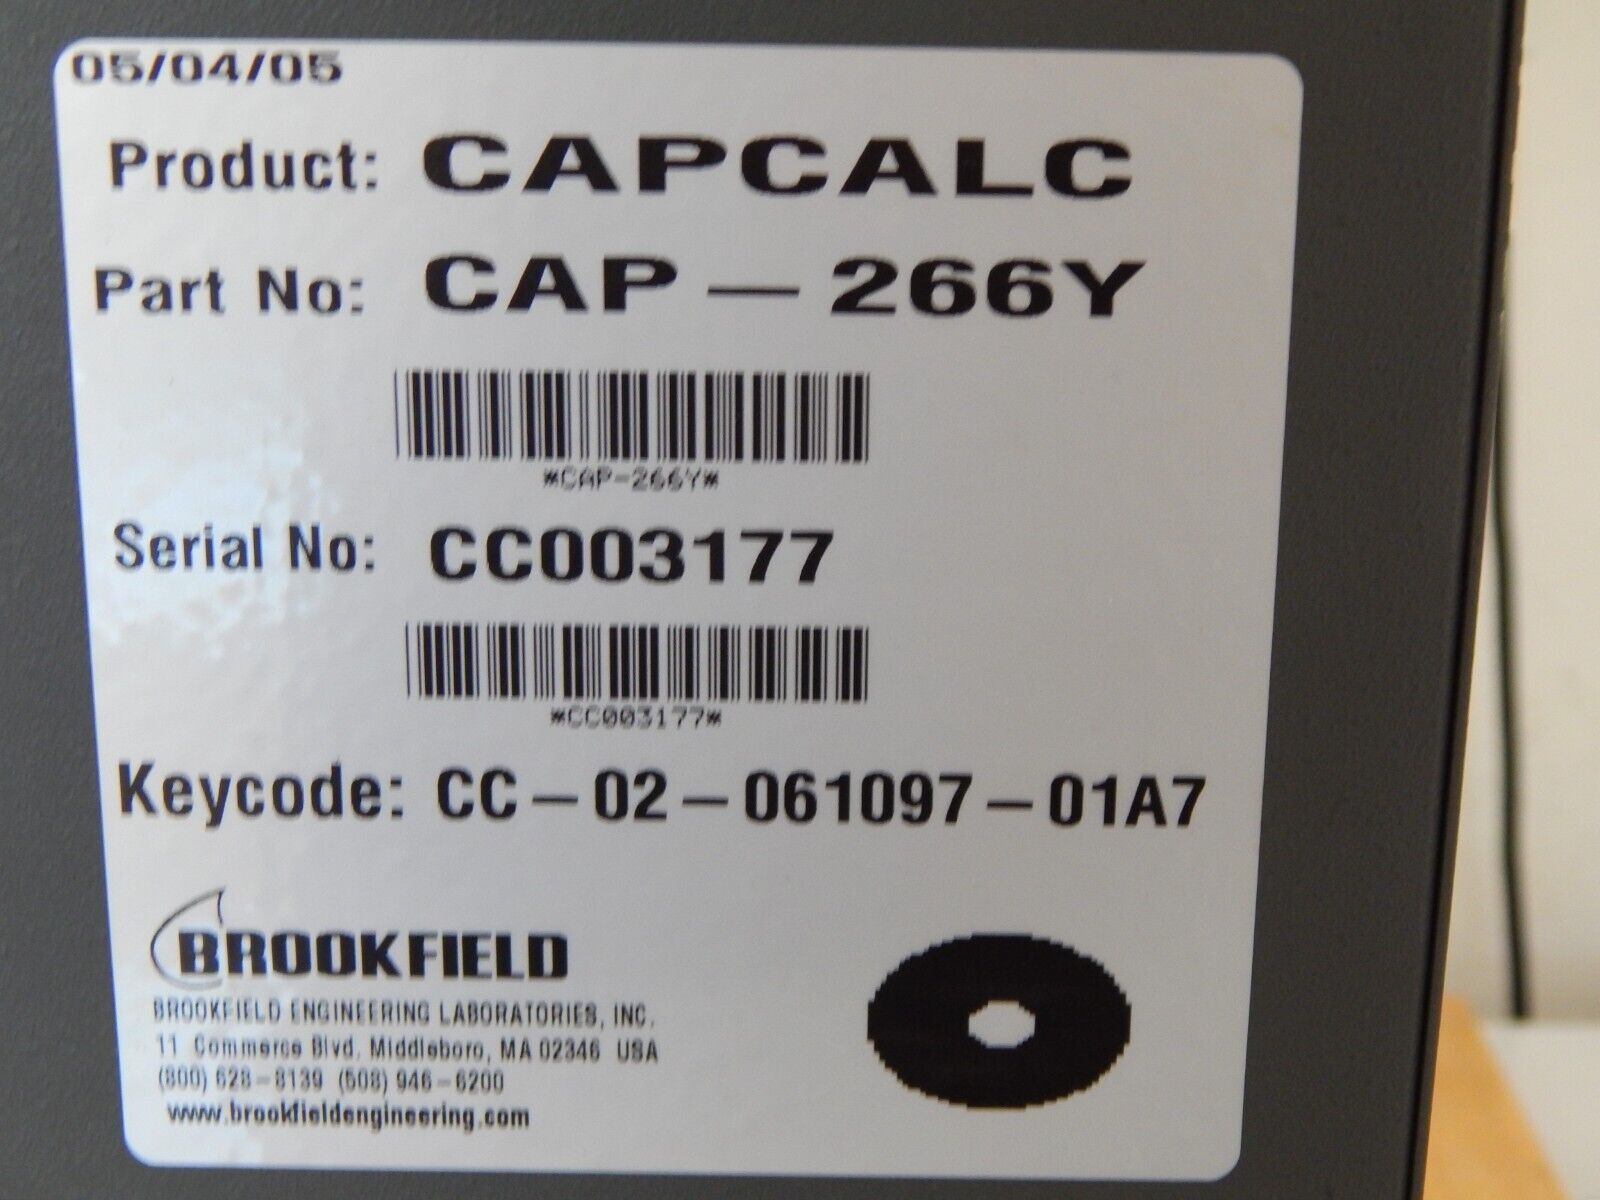 05/04/05
Product: CAPCALC
Part No: CAP-266Y
*CAP-266Y*
Serial No: CC003177
*CC003177*
Keycode: CC-02-061097-01A7
BROOKFIELD
BROOKFIELD ENGINEERING LABORATORIES, INC.
11 Commerce Blvd. Middleboro, MA 02346 USA
(800) 628-8139 (508) 946-6200
www.brookfieldengineering.com